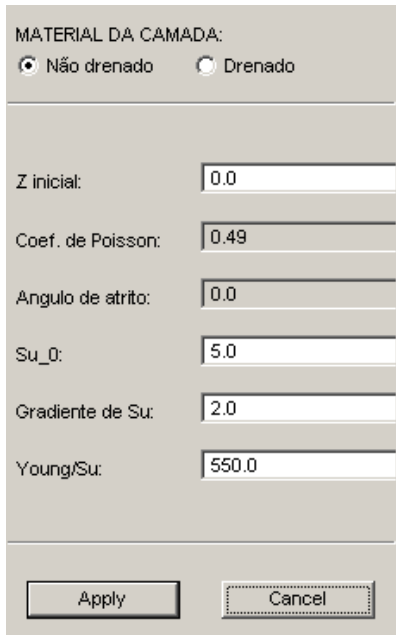 MATERIAL DA CAMADA:
Não drenado Drenado
Z inicial: 0.0
Coef. de Poisson: 0.49
Angulo de atrito: 0.0
Su_0: 5.0
Gradiente de Su: 2.0
Young/Su: 550.0
Apply Cancel